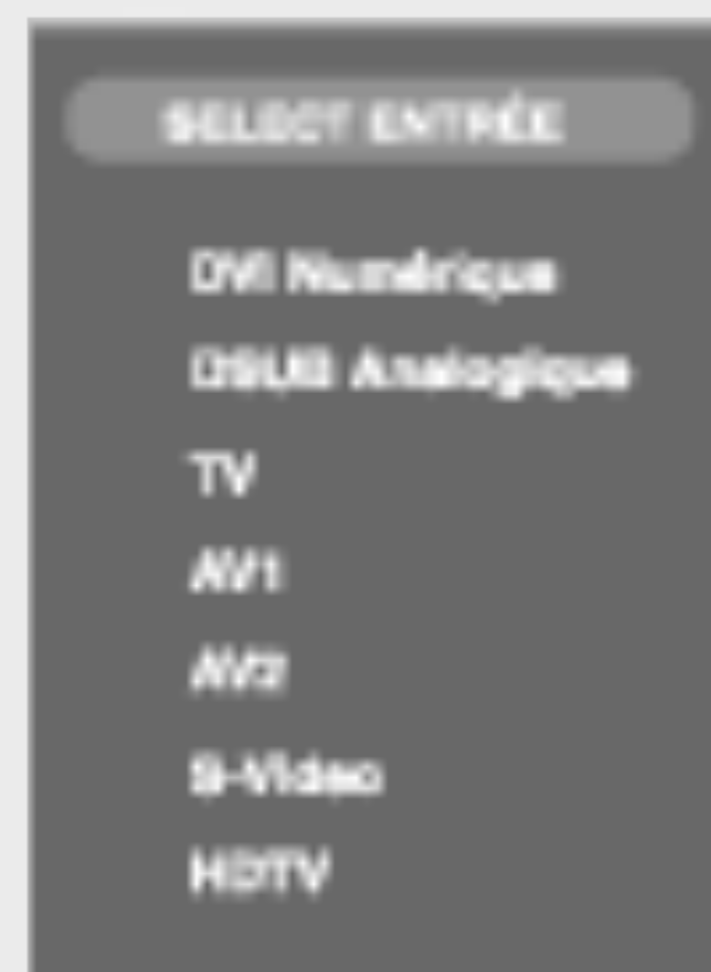 SELECT ENTRÉE
DVI Numérique
DSUB Analogique
TV
AV1
AV2
S-Video
HDTV